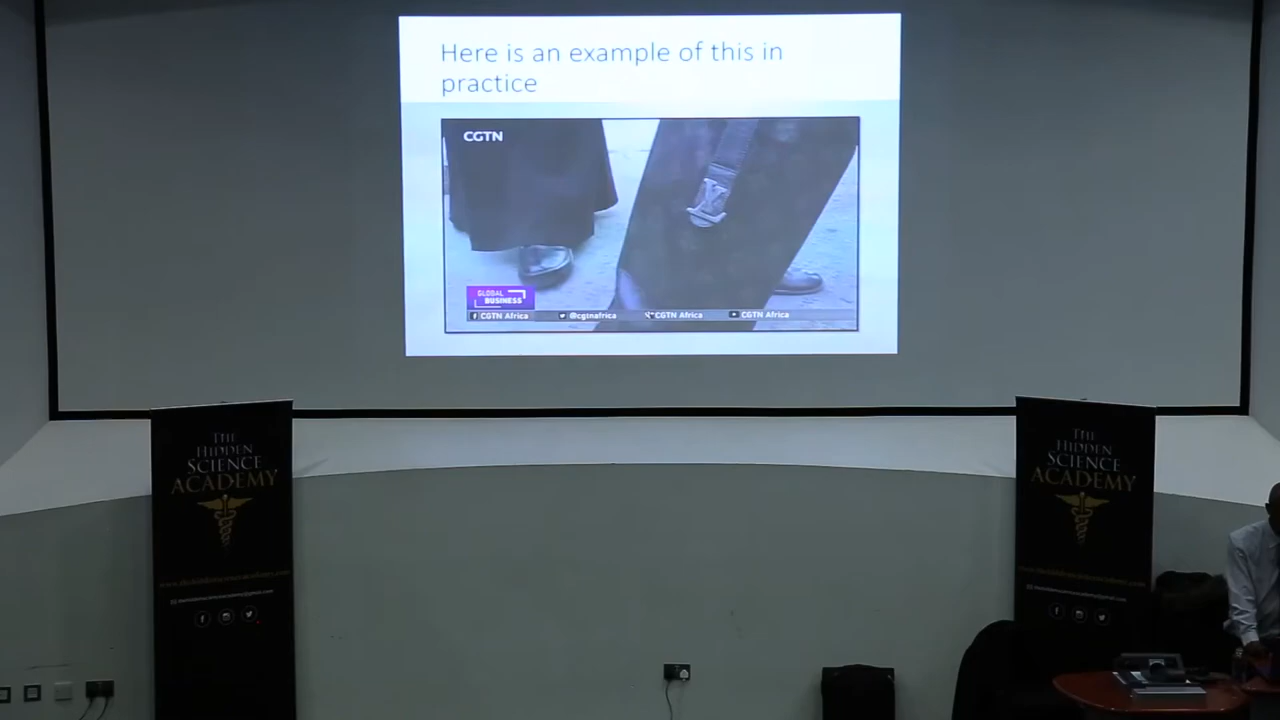 Here is an example of this in
practice
CGTN
GLOBAL
BUSINESS
CGTN Africa
@cgtnafrica
CGTN Africa
CGTN Africa
THE
HIDDEN
SCIENCE
ACADEMY
THE
HIDDEN
SCIENCE
ACADEMY